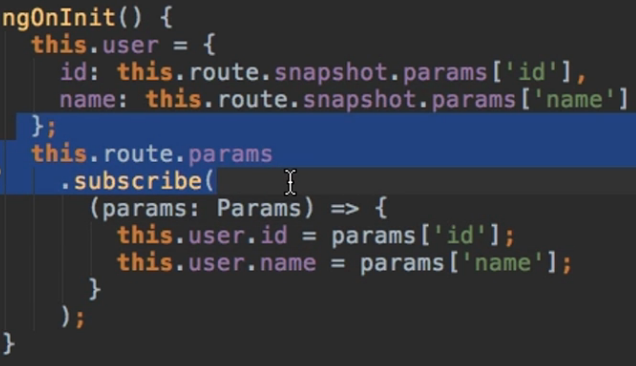 ngOnInit() {
this.user = {
id: this.route.snapshot.params['id'],
name: this.route.snapshot.params['name']
};
this.route.params
.subscribe(
(params: Params) => {
this.user.id = params['id'];
this.user.name = params['name'];
}
);
}